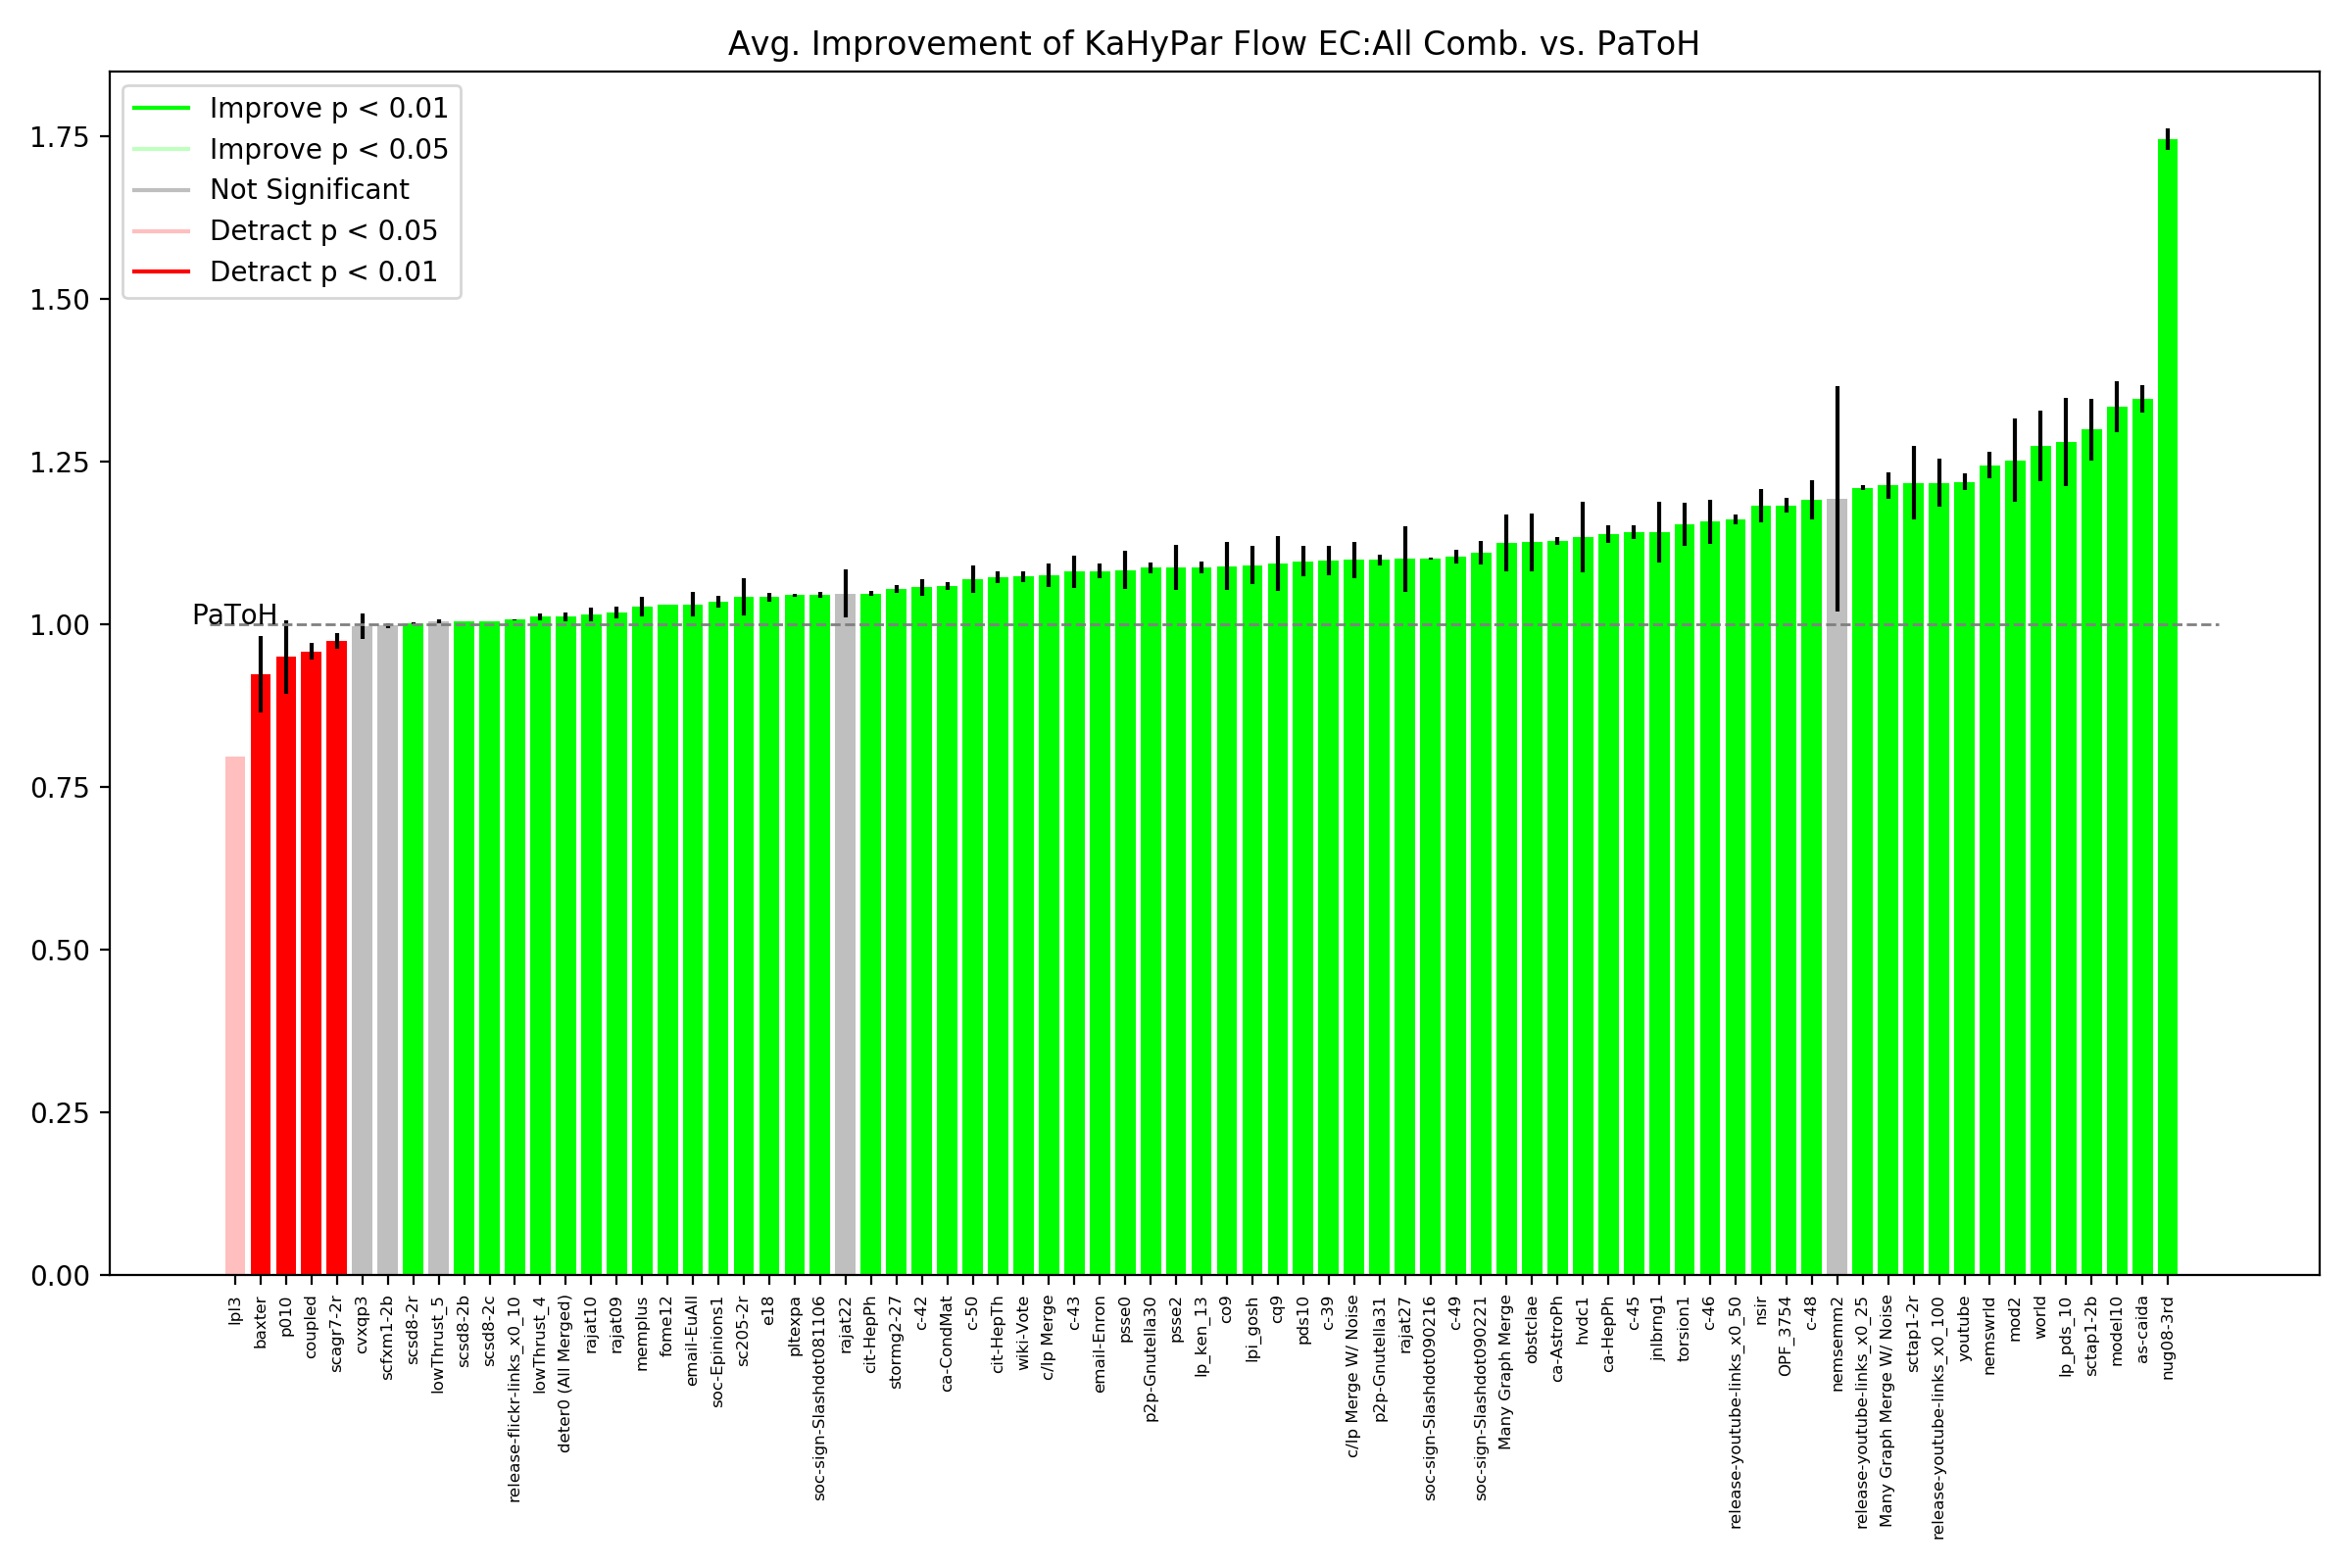 Avg. Improvement of KaHyPar Flow EC:All Comb. vs. PaToH
Improve p < 0.01
Improve p < 0.05
Not Significant
Detract p < 0.05
Detract p < 0.01
1.75
1.50
1.25
1.00
0.75
0.50
0.25
0.00
PaToH
lpl3
baxter
p010
coupled
scagr7-2r
cvxqp3
scfxm1-2b
scsd8-2r
lowThrust_5
scsd8-2b
scsd8-2c
release-flickr-links_x0_10
lowThrust_4
deter0 (All Merged)
rajat10
rajat09
memplus
fome12
email-EuAll
soc-Epinions1
sc205-2r
e18
pltexpa
soc-sign-Slashdot081106
rajat22
cit-HepPh
stormg2-27
c-42
ca-CondMat
c-50
cit-HepTh
wiki-Vote
c/lp Merge
c-43
email-Enron
psse0
p2p-Gnutella30
psse2
lp_ken_13
co9
lpi_gosh
cq9
pds10
c-39
c/lp Merge W/ Noise
p2p-Gnutella31
rajat27
soc-sign-Slashdot090216
c-49
soc-sign-Slashdot090221
Many Graph Merge
obstclae
ca-AstroPh
hvdc1
ca-HepPh
c-45
jnlbrng1
torsion1
c-46
release-youtube-links_x0_50
nsir
OPF_3754
c-48
nemsemm2
release-youtube-links_x0_25
Many Graph Merge W/ Noise
sctap1-2r
release-youtube-links_x0_100
youtube
nemswrld
mod2
world
lp_pds_10
sctap1-2b
model10
as-caida
nug08-3rd